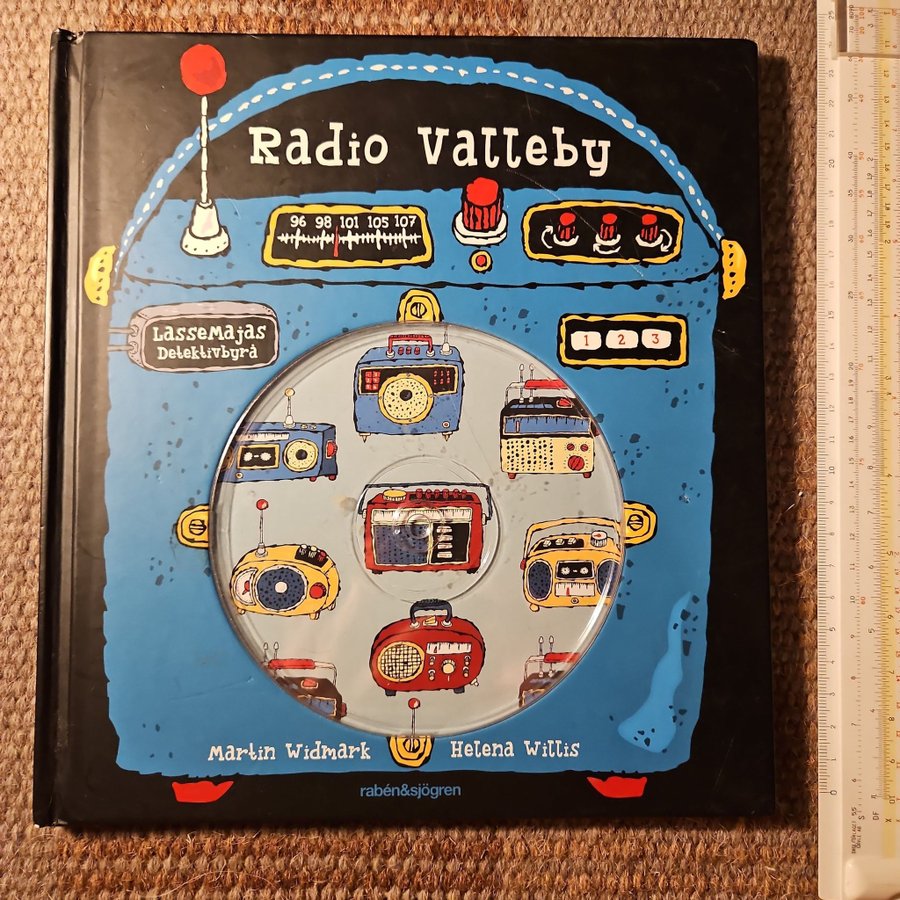 Radio Valleby
96 98 101 105 107
LasseMajas
Detektivbyrå
1 2 3
Martin Widmark
Helena Willis
rabén&sjögren